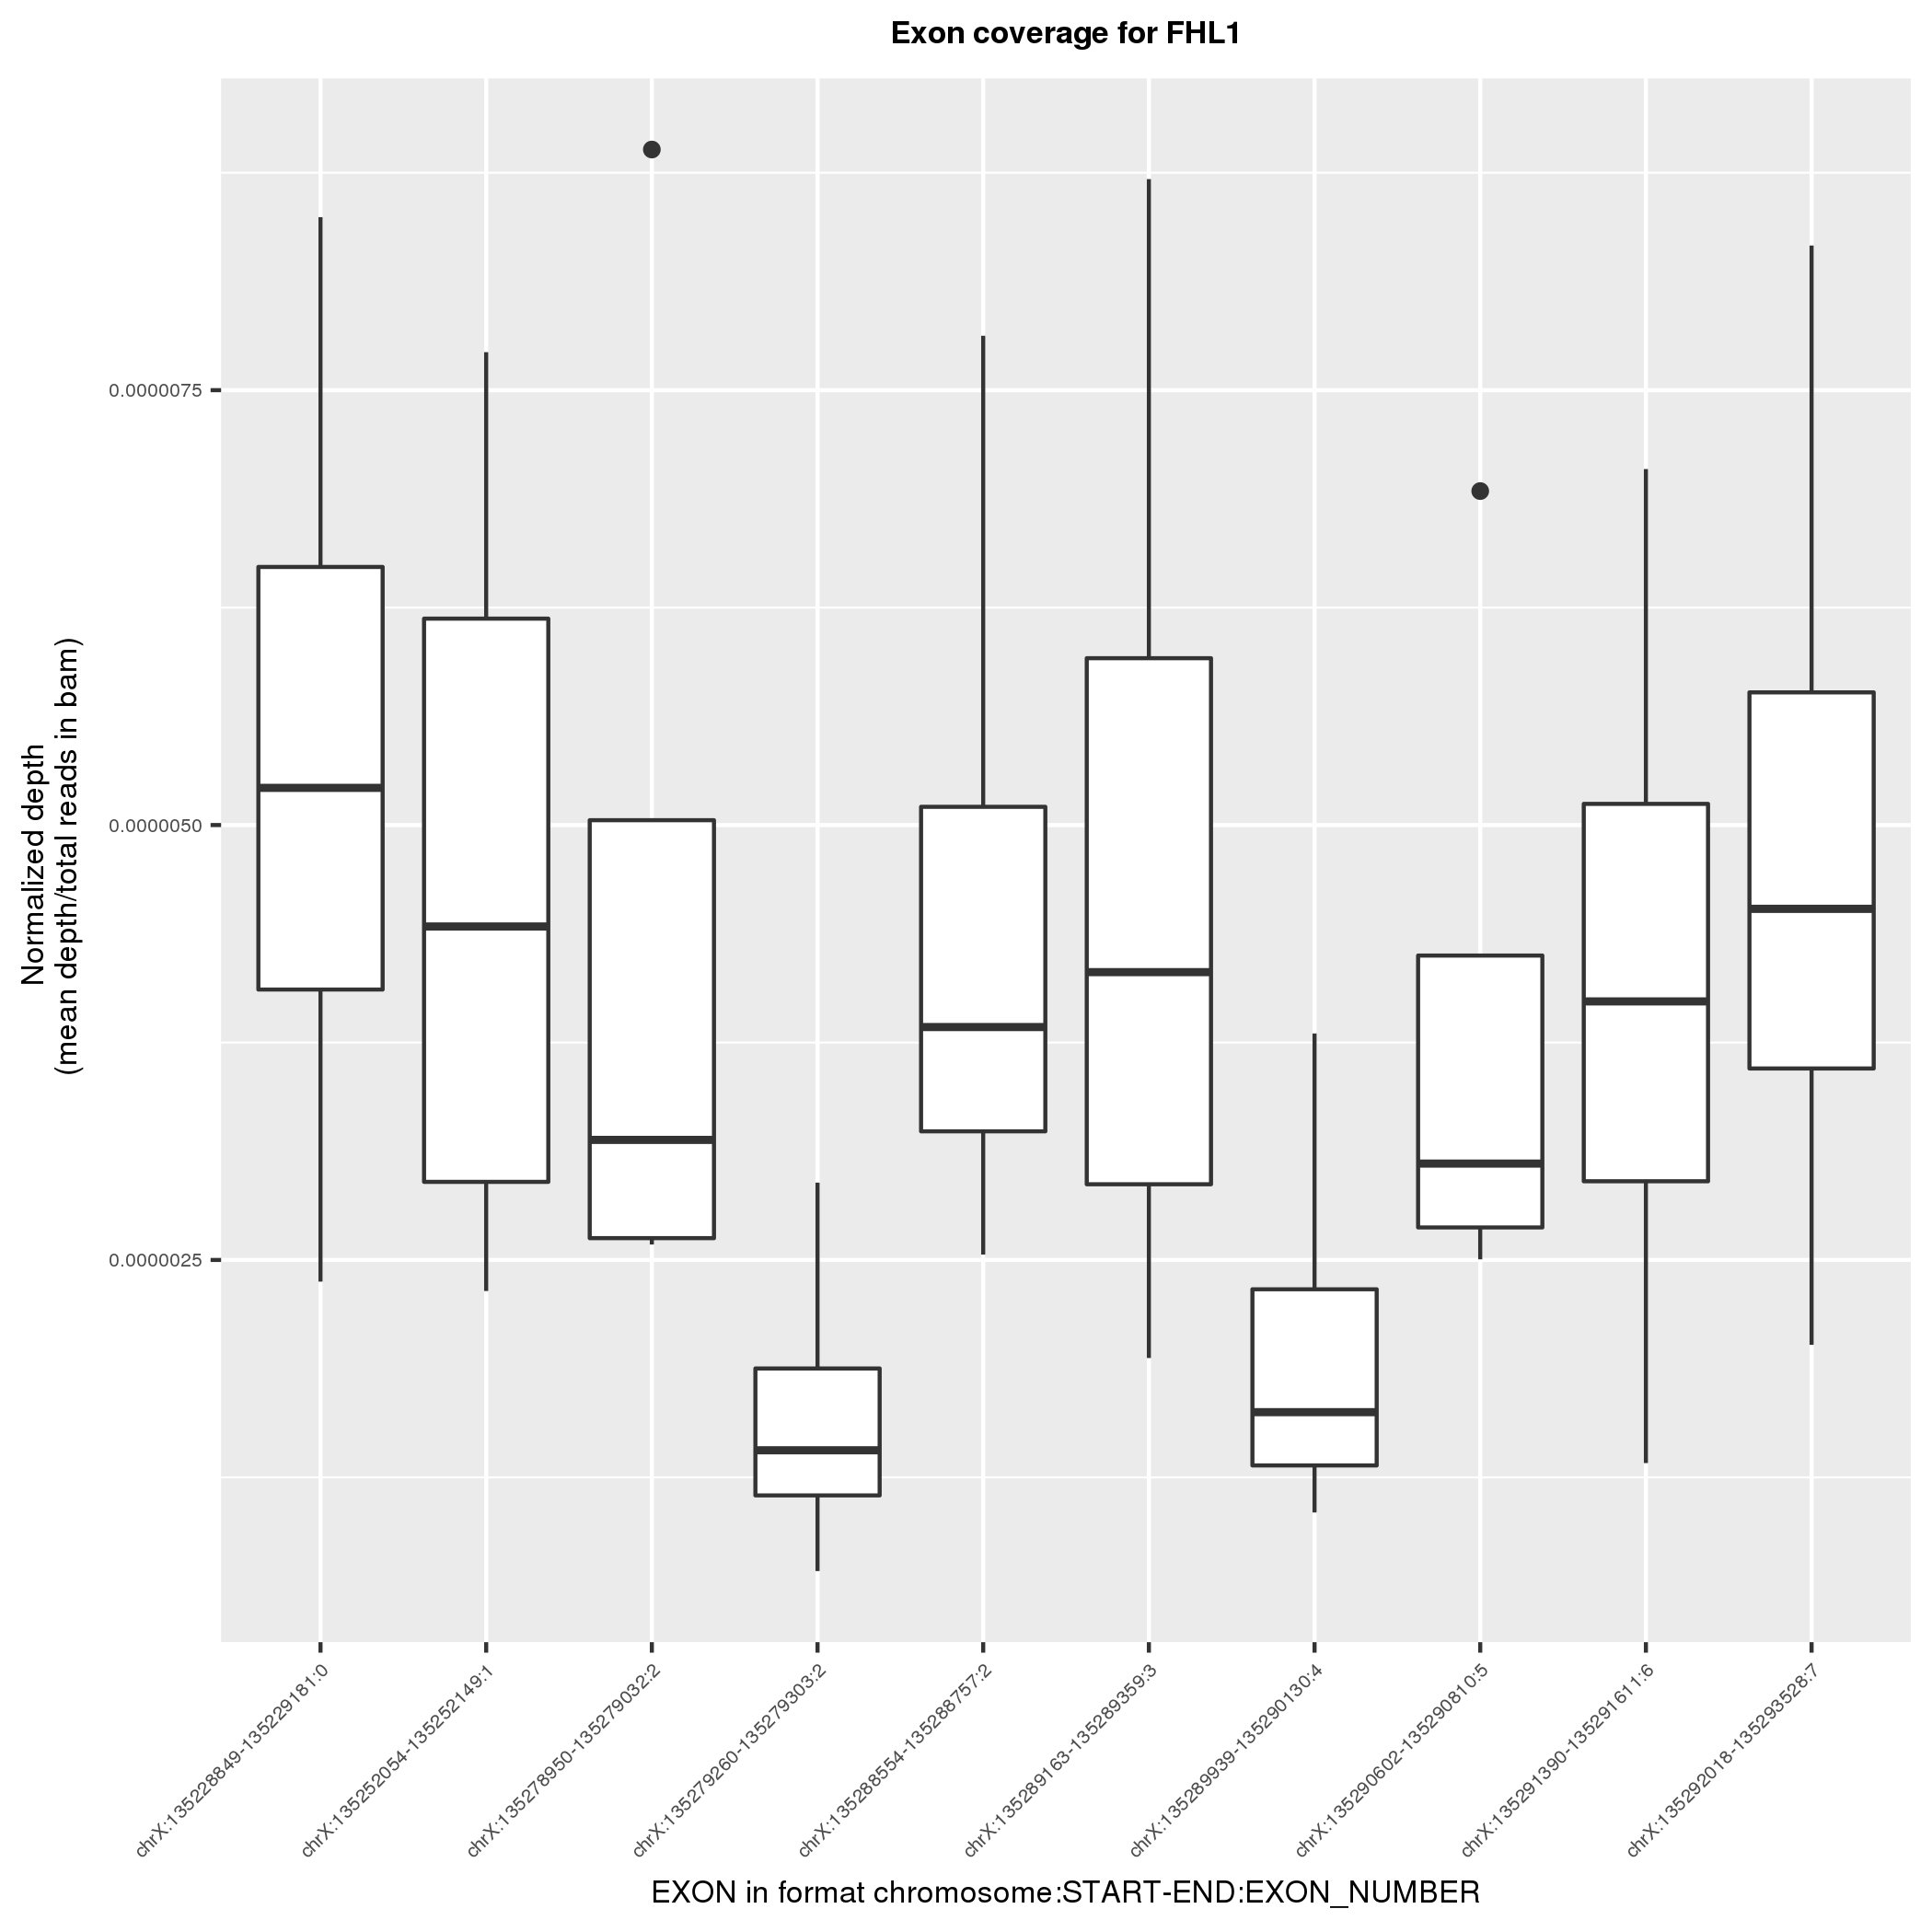 Exon coverage for FHL1
Normalized depth
(mean depth/total reads in bam)
0.0000075
0.0000050
0.0000025
chrX:135228849-135229181:0
chrX:135252054-135252149:1
chrX:135278950-135279032:2
chrX:135279260-135279303:2
chrX:135288554-135288757:2
chrX:135289163-135289359:3
chrX:135289939-135290130:4
chrX:135290602-135290810:5
chrX:135291390-135291611:6
chrX:135292018-135293528:7
EXON in format chromosome:START-END:EXON_NUMBER